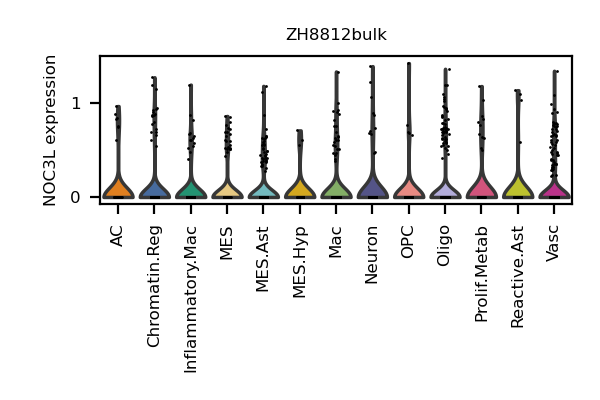 ZH8812bulk
NOC3L expression
1
0
AC
Chromatin.Reg
Inflammatory.Mac
MES
MES.Ast
MES.Hyp
Mac
Neuron
OPC
Oligo
Prolif.Metab
Reactive.Ast
Vasc